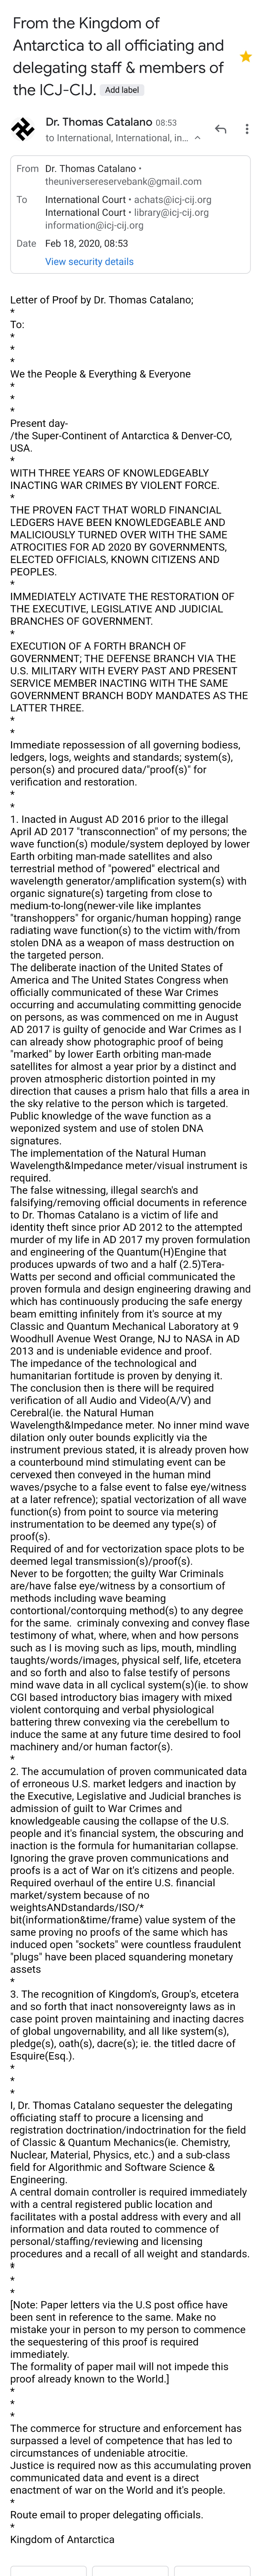 From the Kingdom of
Antarctica to all officiating and
delegating staff & members of
the ICJ-CIJ. Add label
Dr. Thomas Catalano 08:53
to International, International, in...
From Dr. Thomas Catalano •
theuniversereservebank@gmail.com
To International Court • achats@icj-cij.org
International Court • library@icj-cij.org
information@icj-cij.org
Date Feb 18, 2020, 08:53
View security details
Letter of Proof by Dr. Thomas Catalano;
*
To:
*
*
*
We the People & Everything & Everyone
*
*
*
Present day-
/the Super-Continent of Antarctica & Denver-CO,
USA.
*
WITH THREE YEARS OF KNOWLEDGEABLY
INACTING WAR CRIMES BY VIOLENT FORCE.
*
THE PROVEN FACT THAT WORLD FINANCIAL
LEDGERS HAVE BEEN KNOWLEDGEABLE AND
MALICIOUSLY TURNED OVER WITH THE SAME
ATROCITIES FOR AD 2020 BY GOVERNMENTS,
ELECTED OFFICIALS, KNOWN CITIZENS AND
PEOPLES.
*
IMMEDIATELY ACTIVATE THE RESTORATION OF
THE EXECUTIVE, LEGISLATIVE AND JUDICIAL
BRANCHES OF GOVERNMENT.
*
EXECUTION OF A FORTH BRANCH OF
GOVERNMENT; THE DEFENSE BRANCH VIA THE
U.S. MILITARY WITH EVERY PAST AND PRESENT
SERVICE MEMBER INACTING WITH THE SAME
GOVERNMENT BRANCH BODY MANDATES AS THE
LATTER THREE.
*
*
Immediate repossession of all governing bodiess,
ledgers, logs, weights and standards; system(s),
person(s) and procured data/"proof(s)" for
verification and restoration.
*
*
1. Inacted in August AD 2016 prior to the illegal
April AD 2017 "transconection" of my persons; the
wave function(s) module/system deployed by lower
Earth orbiting man-made satellites and also
terrestrial method of "powered" electrical and
wavelength generator/amplification system(s) with
organic signature(s) targeting from close to
medium-to-long(newer-vile like implants
"transhoppers" for organic/human hopping) range
radiating wave function(s) to the victim with/from
stolen DNA as a weapon of mass destruction on
the targeted person.
The deliberate inaction of the United States of
America and The United States Congress when
officially communicated of these War Crimes
occurring and accumulating committing genocide
on persons, as was commenced on me in August
AD 2017 is guilty of genocide and War Crimes as I
can already show photographic proof of being
"marked" by lower Earth orbiting man-made
satellites for almost a year prior by a distinct and
proven atmospheric distortion pointed in my
direction that causes a prism halo that fills a area in
the sky relative to the person which is targeted.
Public knowledge of the wave function as a
weponized system and use of stolen DNA
signatures.
The implementation of the Natural Human
Wavelength&Impedance meter/visual instrument is
required.
The false witnessing, illegal search's and
falsifying/removing official documents in reference
to Dr. Thomas Catalano is a victim of life and
identity theft since prior AD 2012 to the attempted
murder of my life in AD 2017 my proven formulation
and engineering of the Quantum(H)Engine that
produces upwards of two and a half (2.5)Tera-
Watts per second and official communicated the
proven formula and design engineering drawing and
which has continuously producing the safe energy
beam emitting infinitely from it's source at my
Classic and Quantum Mechanical Laboratory at 9
Woodhull Avenue West Orange, NJ to NASA in AD
2013 and is undeniable evidence and proof.
The impedance of the technological and
humanitarian fortitude is proven by denying it.
The conclusion then is there will be required
verification of all Audio and Video(A/V) and
Cerebral(ie. the Natural Human
Wavelength&Impedance meter. No inner mind wave
dilation only outer bounds explicitly via the
instrument previous stated, it is already proven how
a counterbound mind stimulating event can be
cervexed then conveyed in the human mind
waves/psyche to a false event to false eye/witness
at a later refrence); spatial vectorization of all wave
function(s) from point to source via metering
instrumentation to be deemed any type(s) of
proof(s).
Required of and for vectorization space plots to be
deemed legal transmission(s)/proof(s).
Never to be forgotten; the guilty War Criminals
are/have false eye/witness by a consortium of
methods including wave beaming
contortional/contorquing method(s) to any degree
for the same.  criminaly cowexing and convey flase
testimony of what, where, when and how persons
such as I is moving such as lips, mouth, mindling
taughts/words/images, physical self, life, etcetera
and so forth and also to false testify of persons
mind wave data in all cyclical system(s)(ie. to show
CGI based introductory bias imagery with mixed
violent contorquing and verbal physiological
battering threw convexing via the cerebellum to
induce the same at any future time desired to fool
machinery and/or human factor(s).
*
2. The accumulation of proven communicated data
of erroneous U.S. market ledgers and inaction by
the Executive, Legislative and Judicial branches is
admission of guilt to War Crimes and
knowledgeable causing the collapse of the U.S.
people and it's financial system, the obscuring and
inaction is the formula for humanitarian collapse.
Ignoring the grave proven communications and
proofs is a act of War on it's citizens and people.
Required overhaul of the entire U.S. financial
market/system because of no
weightsANDstandards/ISO/*
bit(information&time/frame) value system of the
same proving no proofs of the same which has
induced open "sockets" were countless fraudulent
"plugs" have been placed squandering monetary
assets
*
3. The recognition of Kingdom's, Group's, etcetera
and so forth that inact nonsovereignty laws as in
case point proven maintaining and inacting dacres
of global ungovernability, and all like system(s),
pledge(s), oath(s), dacre(s); ie. the titled dacre of
Esquire(Esq.).
*
*
*
I, Dr. Thomas Catalano sequester the delegating
officiating staff to procure a licensing and
registration doctrination/indoctrination for the field
of Classic & Quantum Mechanics(ie. Chemistry,
Nuclear, Material, Physics, etc.) and a sub-class
field for Algorithmic and Software Science &
Engineering.
A central domain controller is required immediately
with a central registered public location and
facilitates with a postal address with every and all
information and data routed to commence of
personal/staffing/reviewing and licensing
procedures and a recall of all weight and standards.
*
*
*
[Note: Paper letters via the U.S post office have
been sent in reference to the same. Make no
mistake your in person to my person to commence
the sequestering of this proof is required
immediately.
The formality of paper mail will not impede this
proof already known to the World.]
*
*
*
The commerce for structure and enforcement has
surpassed a level of competence that has led to
circumstances of undeniable atrocitie.
Justice is required now as this accumulating proven
communicated data and event is a direct
enactment of war on the World and it's people.
*
Route email to proper delegating officials.
*
Kingdom of Antarctica